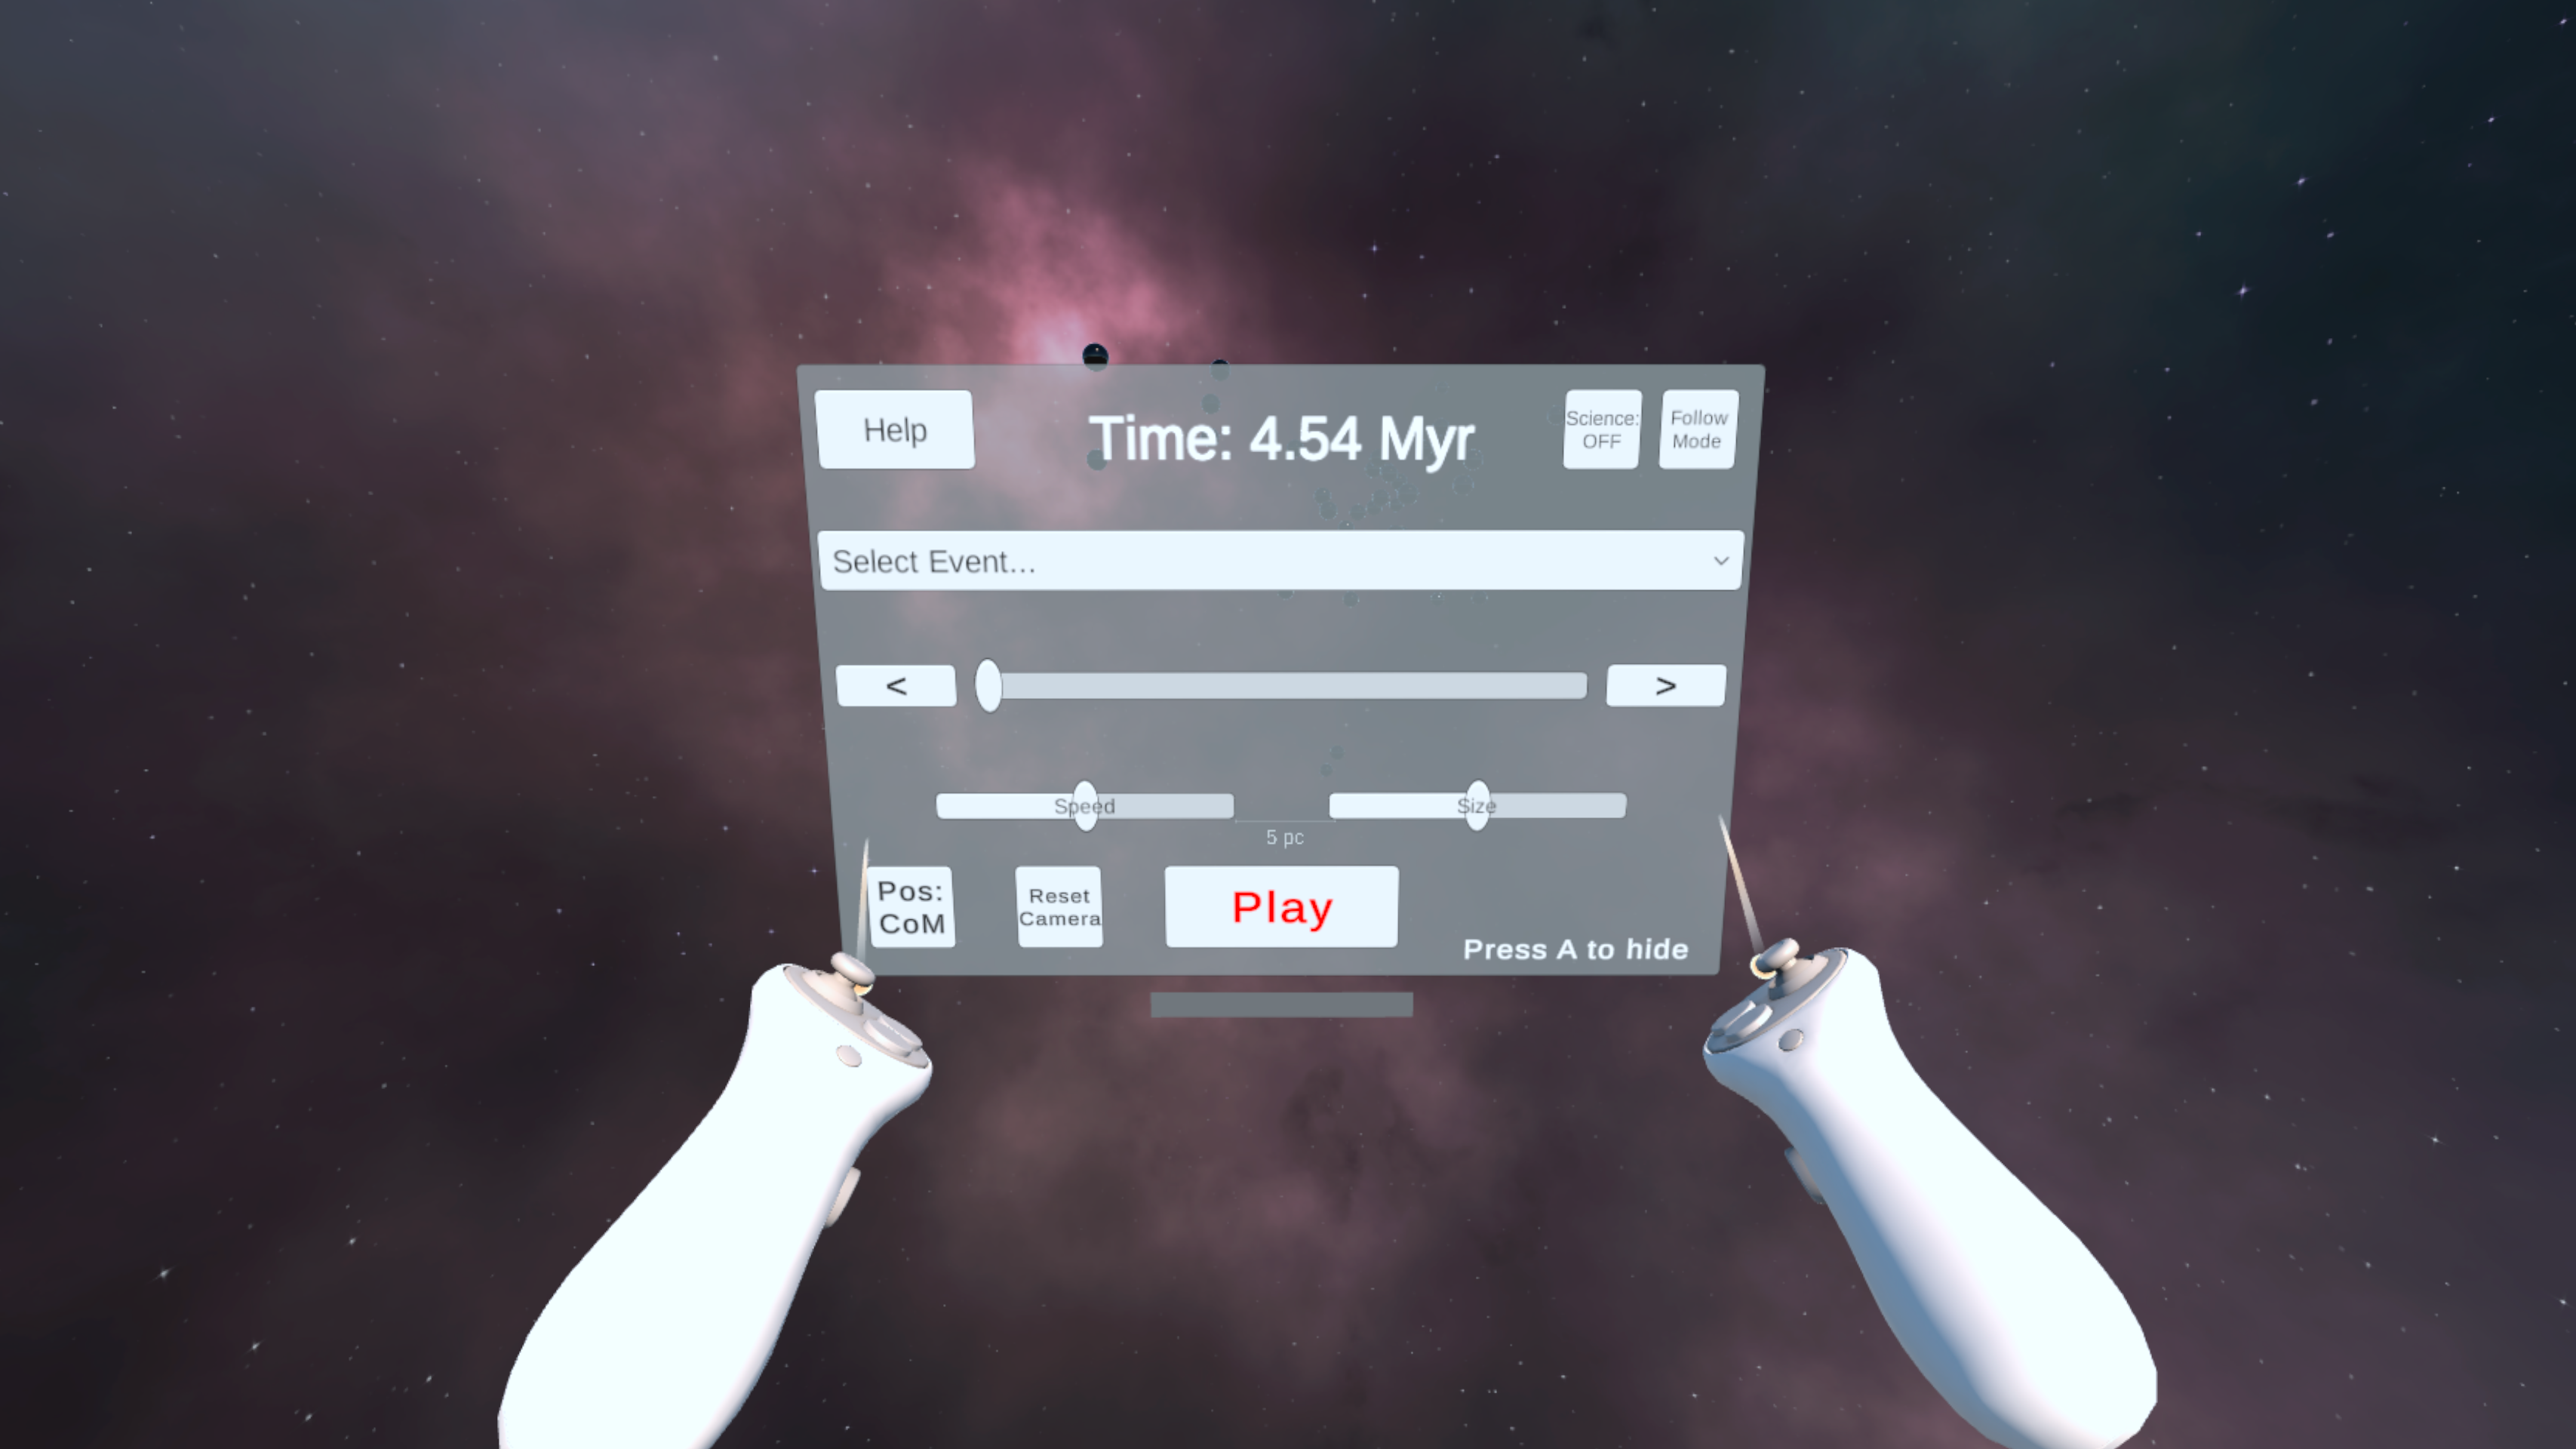 Help
Time: 4.54 Myr
Science:
OFF
Follow
Mode
Select Event...
<
>
Speed
Size
5 pc
Pos:
CoM
Reset
Camera
Play
Press A to hide